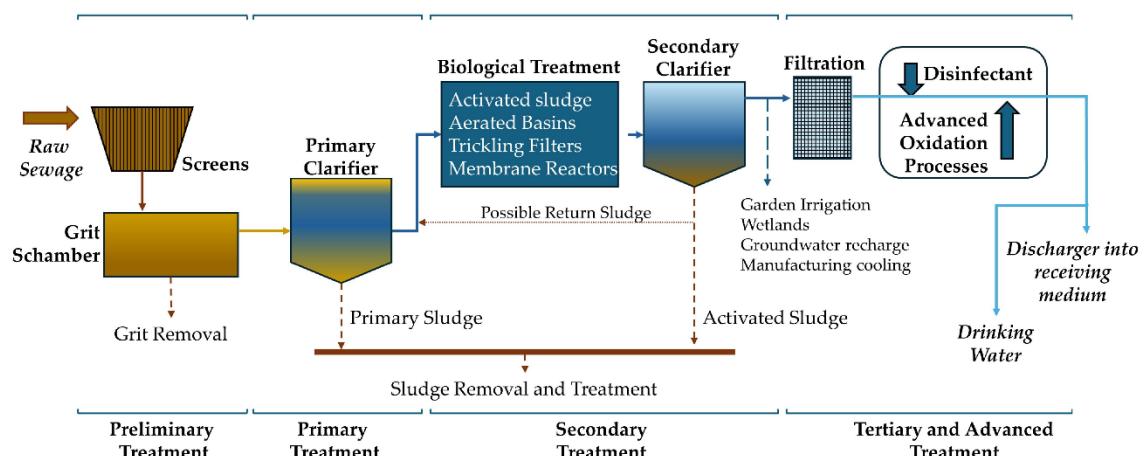 Raw
Sewage
Screens
Grit
Schamber
Grit Removal
Primary
Clarifier
Primary Sludge
Biological Treatment
Activated sludge
Aerated Basins
Trickling Filters
Membrane Reactors
Possible Return Sludge
Secondary
Clarifier
Activated Sludge
Sludge Removal and Treatment
Garden Irrigation
Wetlands
Groundwater recharge
Manufacturing cooling
Filtration
Disinfectant
Advanced
Oxidation
Processes
Discharger into
receiving
medium
Drinking
Water
Preliminary
Treatment
Primary
Treatment
Secondary
Treatment
Tertiary and Advanced
Treatment